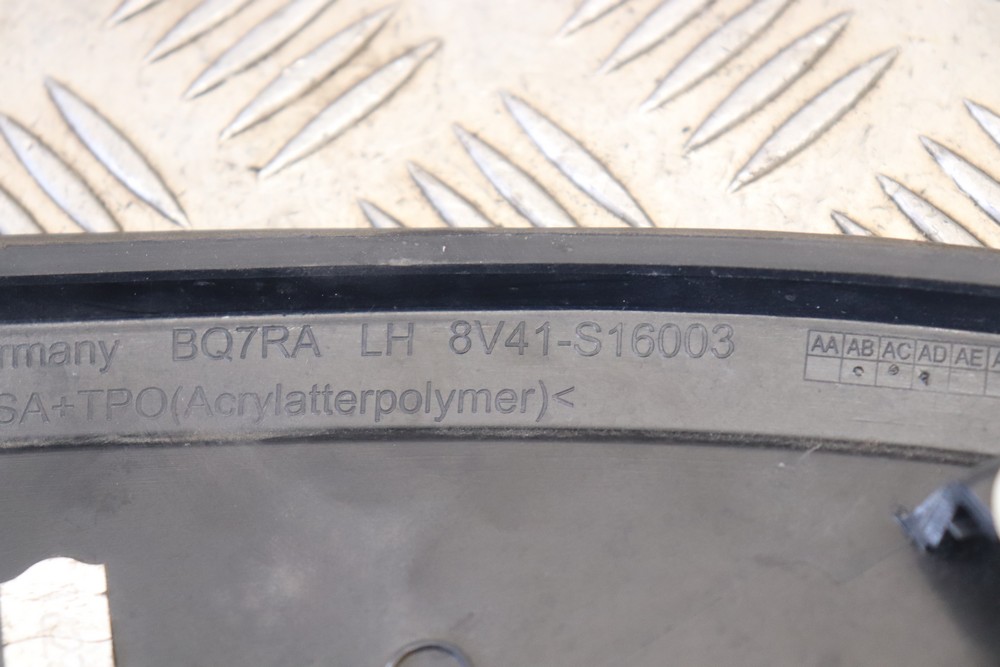 rmany BQ7RA LH 8V41-S16003
SA+TPO(Acrylatterpolymer)<
AA AB AC AD AE